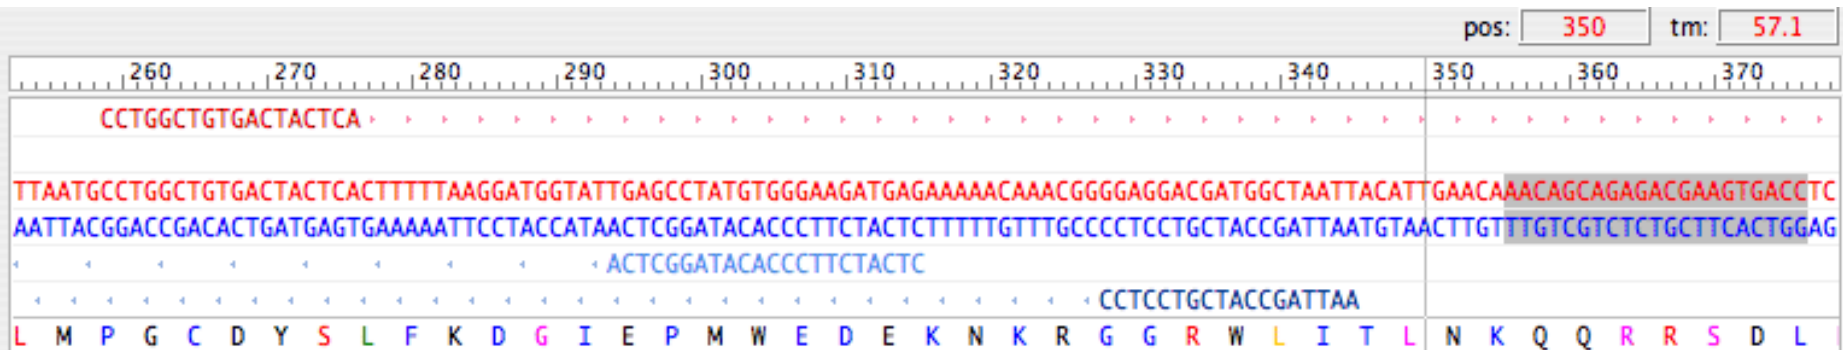 pos: 350 tm: 57.1
260 270 280 290 300 310 320 330 340 350 360 370
CCTGGCTGTGACTACTCA
TTAATGCCTGGCTGTGACTACTCACTTTTTAAGGATGGTATTGAGCCTATGTGGGAAGATGAGAAAAACAAACGGGGAGGACGATGGCTAATTACATTGAACAAACAGCAGAGACGAAGTGACCTC
AATTACGGACCGACACTGATGAGTGAAAAATTCCTACCATAACTCGGATACACCCTTCTACTCTTTTTGTTTGCCCCTCCTGCTACCGATTAATGTAACTTGTTTGTCGTCTCTGCTTCACTGGAG
ACTCGGATACACCCTTCTACTC
CCTCCTGCTACCGATTAA
L M P G C D Y S L F K D G I E P M W E D E K N K R G G R W L I T L N K Q Q R R S D L